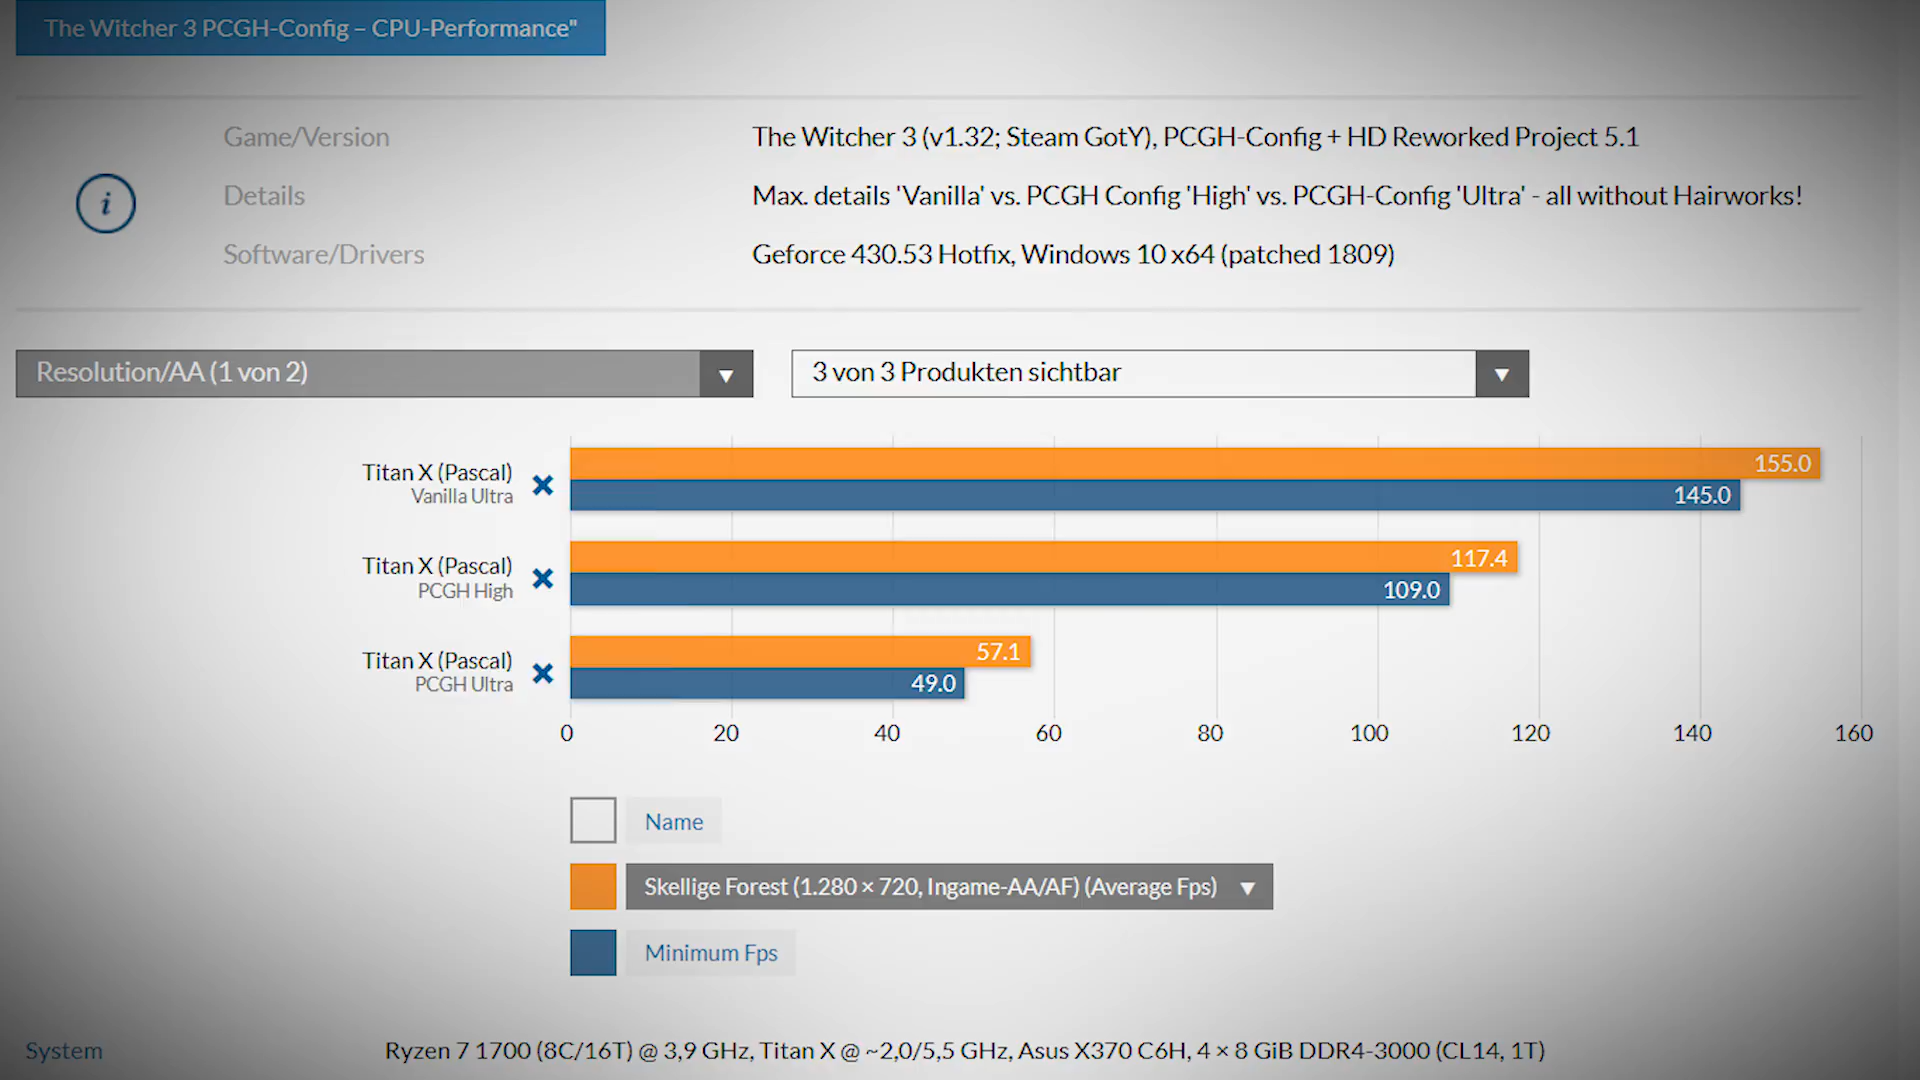 The Witcher 3 PCGH-Config – CPU-Performance"
Game/Version
The Witcher 3 (v1.32; Steam GotY), PCGH-Config + HD Reworked Project 5.1
Details
Max. details 'Vanilla' vs. PCGH Config 'High' vs. PCGH-Config 'Ultra' - all without Hairworks!
i
Software/Drivers
Geforce 430.53 Hotfix, Windows 10 x64 (patched 1809)
Resolution/AA (1 von 2)
3 von 3 Produkten sichtbar
Titan X (Pascal)
Vanilla Ultra
155.0
145.0
Titan X (Pascal)
PCGH High
117.4
109.0
Titan X (Pascal)
PCGH Ultra
57.1
49.0
0 20 40 60 80 100 120 140 160
Name
Skellige Forest (1.280 × 720, Ingame-AA/AF) (Average Fps)
Minimum Fps
System
Ryzen 7 1700 (8C/16T) @ 3,9 GHz, Titan X @ ~2,0/5,5 GHz, Asus X370 C6H, 4 × 8 GiB DDR4-3000 (CL14, 1T)